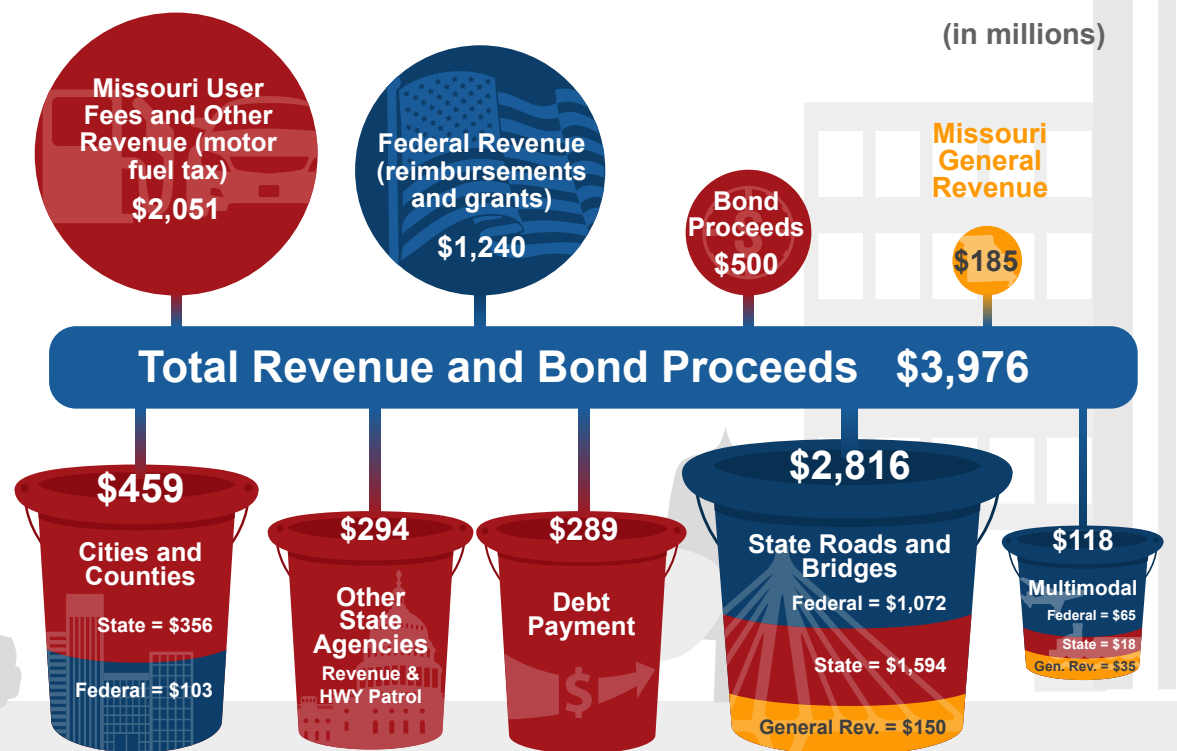 (in millions)
Missouri User
Fees and Other
Revenue (motor
fuel tax)
$2,051
Federal Revenue
(reimbursements
and grants)
$1,240
Bond
Proceeds
$500
Missouri
General
Revenue
$185
Total Revenue and Bond Proceeds $3,976
$459
Cities and
Counties
State = $356
Federal = $103
$294
Other
State
Agencies
Revenue &
HWY Patrol
$289
Debt
Payment
$
$2,816
State Roads and
Bridges
Federal = $1,072
State = $1,594
General Rev. = $150
$118
Multimodal
Federal = $65
State = $18
Gen. Rev. = $35